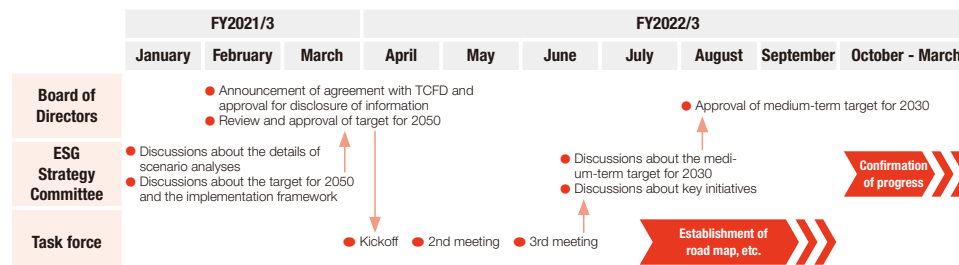 FY2021/3
FY2022/3
January
February
March
April
May
June
July
August
September
October - March
Board of
Directors
● Announcement of agreement with TCFD and
approval for disclosure of information
● Review and approval of target for 2050
● Approval of medium-term target for 2030
ESG
Strategy
Committee
● Discussions about the details of
scenario analyses
● Discussions about the target for 2050
and the implementation framework
● Discussions about the medi-
um-term target for 2030
● Discussions about key initiatives
Confirmation
of progress
Task force
● Kickoff
● 2nd meeting
● 3rd meeting
Establishment of
road map, etc.